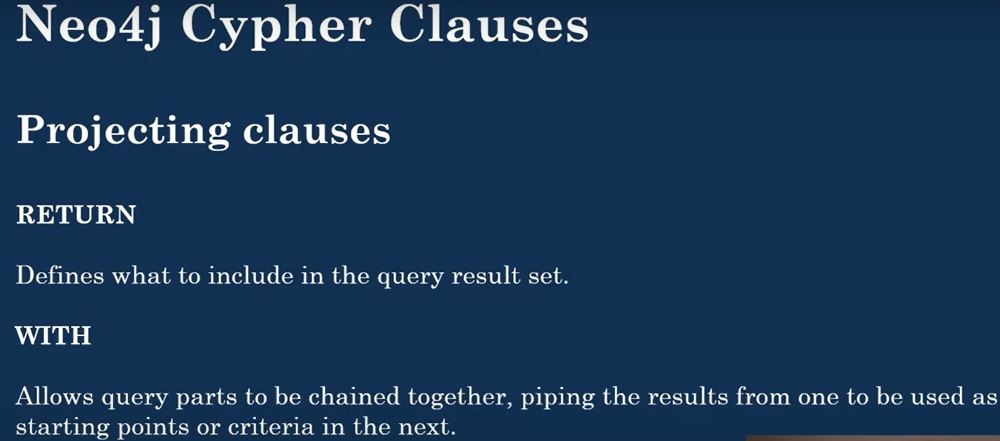 Neo4j Cypher Clauses
Projecting clauses
RETURN
Defines what to include in the query result set.
WITH
Allows query parts to be chained together, piping the results from one to be used as
starting points or criteria in the next.